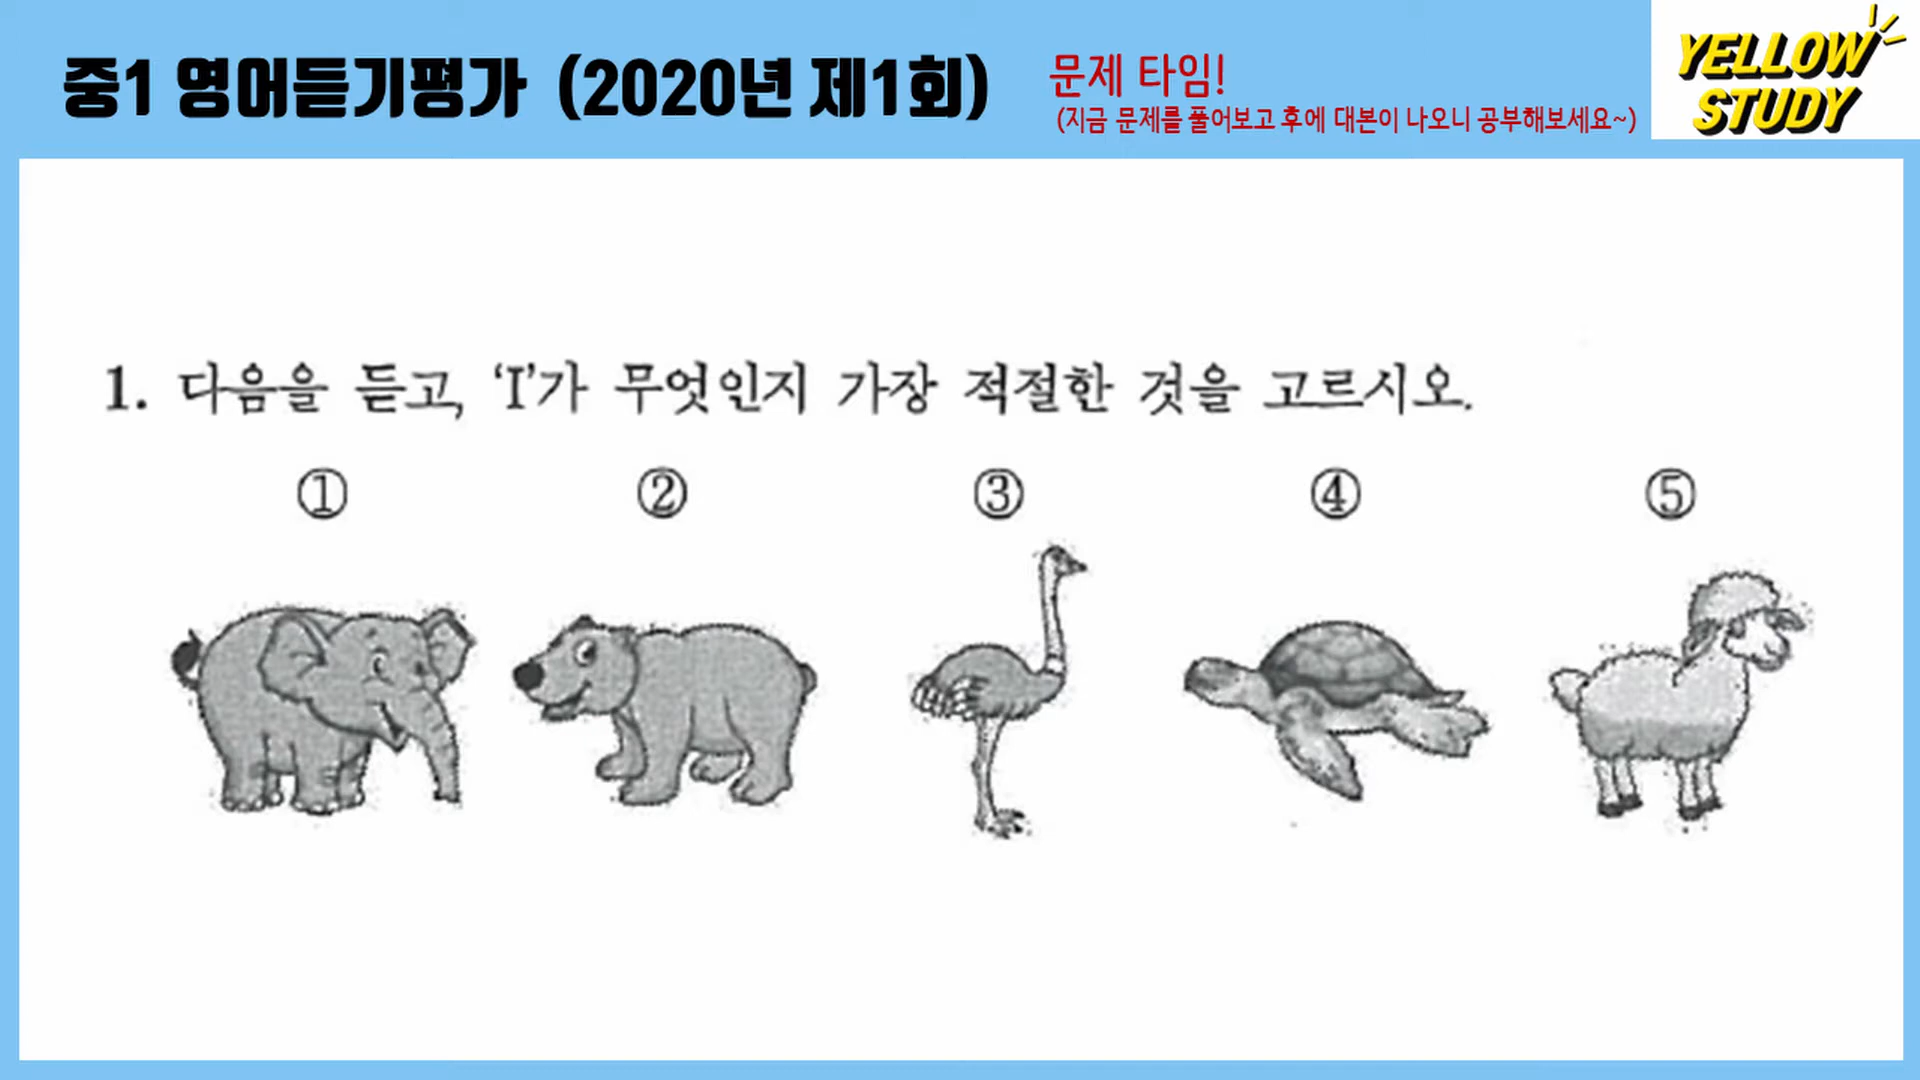 중1 영어듣기평가 (2020년 제1회)
문제 타임!
(지금 문제를 풀어보고 후에 대본이 나오니 공부해보세요~)
YELLOW
STUDY
1. 다음을 듣고, ‘I’가 무엇인지 가장 적절한 것을 고르시오.
① ② ③ ④ ⑤